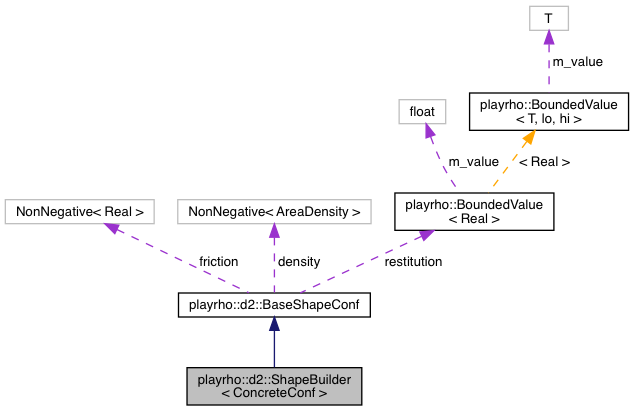 T
m_value
playrho::BoundedValue
< T, lo, hi >
float
m_value
< Real >
playrho::BoundedValue
< Real >
NonNegative< Real >
NonNegative< AreaDensity >
friction
density
restitution
playrho::d2::BaseShapeConf
playrho::d2::ShapeBuilder
< ConcreteConf >